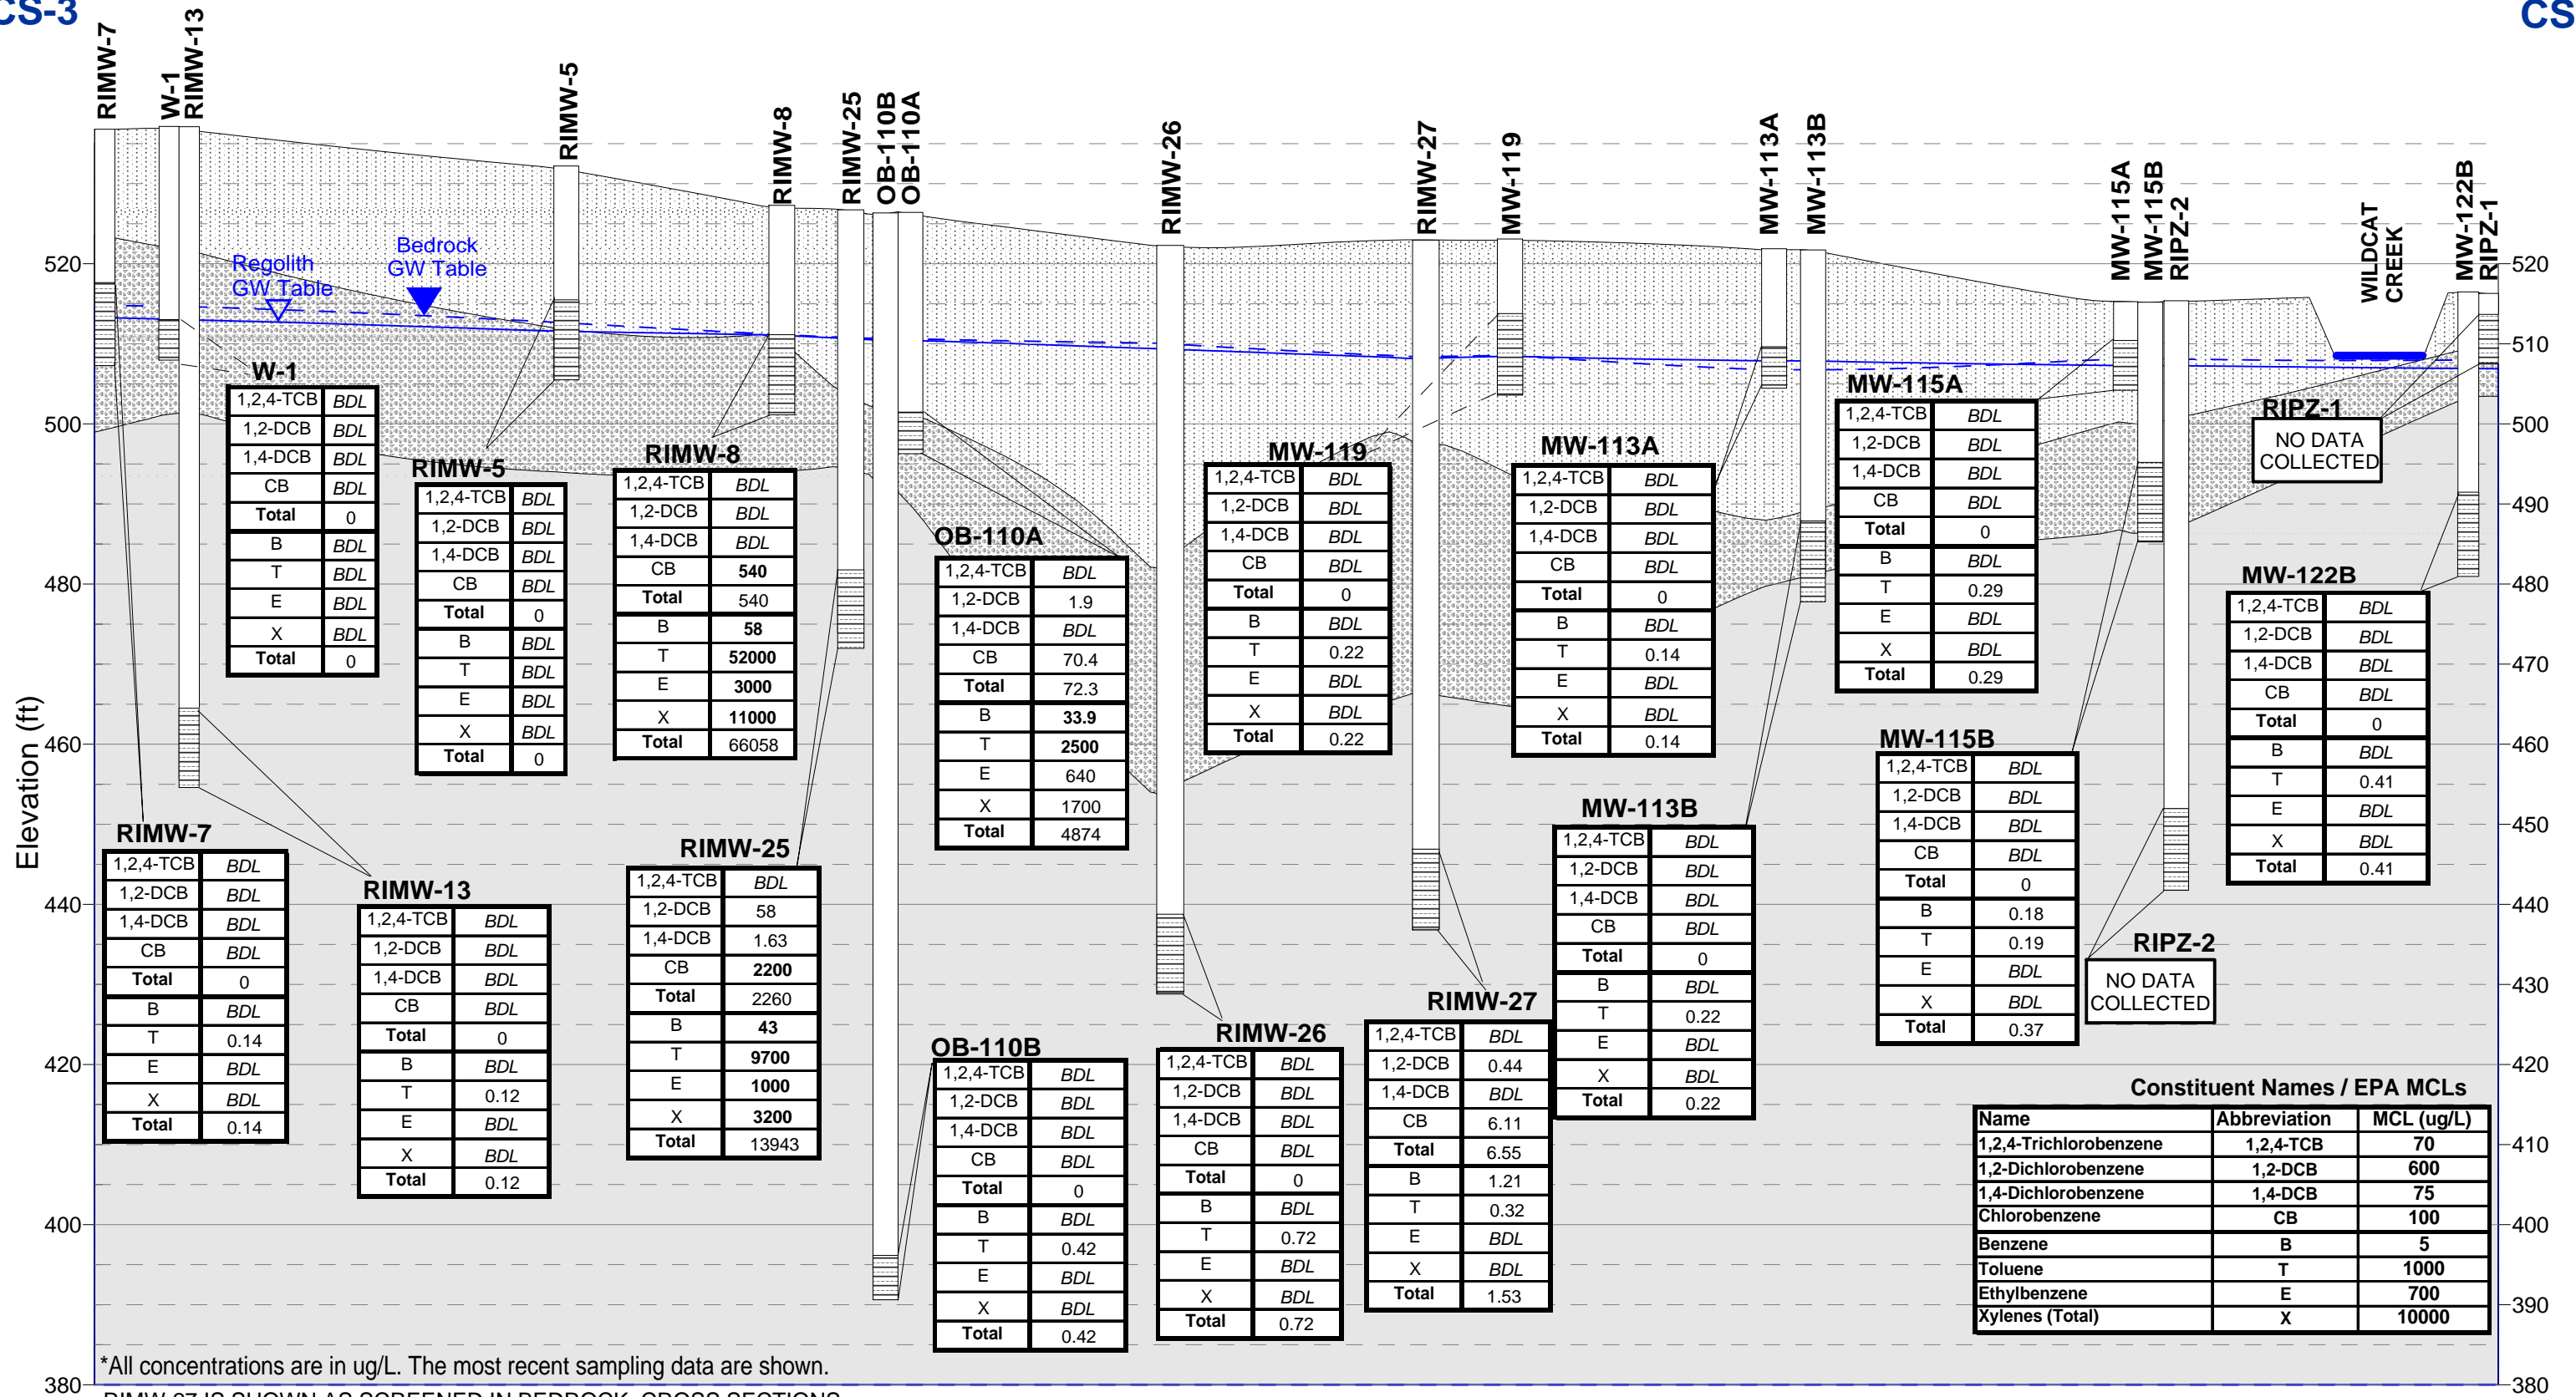 CS-3
CS
RIMW-7
W-1
RIMW-13
RIMW-5
RIMW-8
RIMW-25
OB-110B
OB-110A
RIMW-26
RIMW-27
MW-119
MW-113A
MW-113B
MW-115A
MW-115B
RIPZ-2
WILDCAT
CREEK
MW-122B
RIPZ-1
Elevation (ft)
520
500
480
460
440
420
400
380
520
510
500
490
480
470
460
450
440
430
420
410
400
390
380
Regolith
GW Table
Bedrock
GW Table
W-1
1,2,4-TCB BDL
1,2-DCB BDL
1,4-DCB BDL
CB BDL
Total 0
B BDL
T BDL
E BDL
X BDL
Total 0
RIMW-5
1,2,4-TCB BDL
1,2-DCB BDL
1,4-DCB BDL
CB BDL
Total 0
B BDL
T BDL
E BDL
X BDL
Total 0
RIMW-8
1,2,4-TCB BDL
1,2-DCB BDL
1,4-DCB BDL
CB 540
Total 540
B 58
T 52000
E 3000
X 11000
Total 66058
OB-110A
1,2,4-TCB BDL
1,2-DCB 1.9
1,4-DCB BDL
CB 70.4
Total 72.3
B 33.9
T 2500
E 640
X 1700
Total 4874
MW-119
1,2,4-TCB BDL
1,2-DCB BDL
1,4-DCB BDL
CB BDL
Total 0
B BDL
T 0.22
E BDL
X BDL
Total 0.22
MW-113A
1,2,4-TCB BDL
1,2-DCB BDL
1,4-DCB BDL
CB BDL
Total 0
B BDL
T 0.14
E BDL
X BDL
Total 0.14
MW-115A
1,2,4-TCB BDL
1,2-DCB BDL
1,4-DCB BDL
CB BDL
Total 0
B BDL
T 0.29
E BDL
X BDL
Total 0.29
RIPZ-1
NO DATA
COLLECTED
MW-122B
1,2,4-TCB BDL
1,2-DCB BDL
1,4-DCB BDL
CB BDL
Total 0
B BDL
T 0.41
E BDL
X BDL
Total 0.41
RIMW-7
1,2,4-TCB BDL
1,2-DCB BDL
1,4-DCB BDL
CB BDL
Total 0
B BDL
T 0.14
E BDL
X BDL
Total 0.14
RIMW-13
1,2,4-TCB BDL
1,2-DCB BDL
1,4-DCB BDL
CB BDL
Total 0
B BDL
T 0.12
E BDL
X BDL
Total 0.12
RIMW-25
1,2,4-TCB BDL
1,2-DCB 58
1,4-DCB 1.63
CB 2200
Total 2260
B 43
T 9700
E 1000
X 3200
Total 13943
OB-110B
1,2,4-TCB BDL
1,2-DCB BDL
1,4-DCB BDL
CB BDL
Total 0
B BDL
T 0.42
E BDL
X BDL
Total 0.42
RIMW-26
1,2,4-TCB BDL
1,2-DCB BDL
1,4-DCB BDL
CB BDL
Total 0
B BDL
T 0.72
E BDL
X BDL
Total 0.72
RIMW-27
1,2,4-TCB BDL
1,2-DCB 0.44
1,4-DCB BDL
CB 6.11
Total 6.55
B 1.21
T 0.32
E BDL
X BDL
Total 1.53
MW-113B
1,2,4-TCB BDL
1,2-DCB BDL
1,4-DCB BDL
CB BDL
Total 0
B BDL
T 0.22
E BDL
X BDL
Total 0.22
MW-115B
1,2,4-TCB BDL
1,2-DCB BDL
1,4-DCB BDL
CB BDL
Total 0
B 0.18
T 0.19
E BDL
X BDL
Total 0.37
RIPZ-2
NO DATA
COLLECTED
Constituent Names / EPA MCLs
Name Abbreviation MCL (ug/L)
1,2,4-Trichlorobenzene 1,2,4-TCB 70
1,2-Dichlorobenzene 1,2-DCB 600
1,4-Dichlorobenzene 1,4-DCB 75
Chlorobenzene CB 100
Benzene B 5
Toluene T 1000
Ethylbenzene E 700
Xylenes (Total) X 10000
*All concentrations are in ug/L. The most recent sampling data are shown.
RIMW-27 IS SHOWN AS SCREENED IN BEDROCK. CROSS SECTIONS